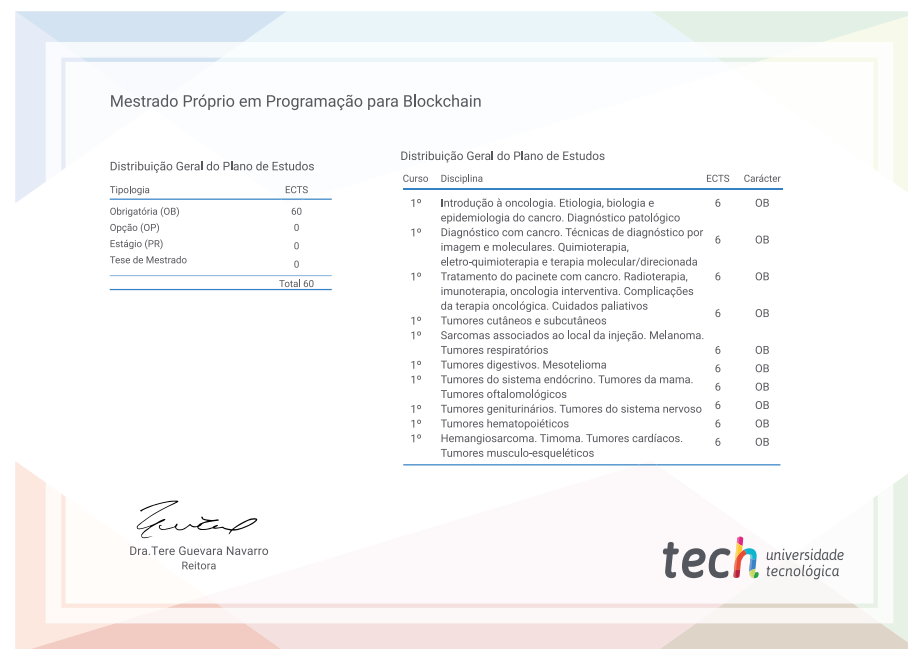 Mestrado Próprio em Programação para Blockchain
Distribuição Geral do Plano de Estudos
Tipologia ECTS
Obrigatória (OB) 60
Opção (OP) 0
Estágio (PR) 0
Tese de Mestrado 0
Total 60
Distribuição Geral do Plano de Estudos
Curso Disciplina ECTS Carácter
1º Introdução à oncologia. Etiologia, biologia e 6 OB
epidemiologia do cancro. Diagnóstico patológico
1º Diagnóstico com cancro. Técnicas de diagnóstico por 6 OB
imagem e moleculares. Quimioterapia,
eletro-quimioterapia e terapia molecular/direcionada
1º Tratamento do pacinete com cancro. Radioterapia, 6 OB
imunoterapia, oncologia interventiva. Complicações
da terapia oncológica. Cuidados paliativos
1º Tumores cutâneos e subcutâneos 6 OB
1º Sarcomas associados ao local da injeção. Melanoma.
Tumores respiratórios 6 OB
1º Tumores digestivos. Mesotelioma 6 OB
1º Tumores do sistema endócrino. Tumores da mama. 6 OB
Tumores oftalomológicos
1º Tumores geniturinários. Tumores do sistema nervoso 6 OB
1º Tumores hematopoiéticos 6 OB
1º Hemangiosarcoma. Timoma. Tumores cardíacos. 6 OB
Tumores musculo-esqueléticos
Dra.Tere Guevara Navarro
Reitora
tech universidade
tecnológica